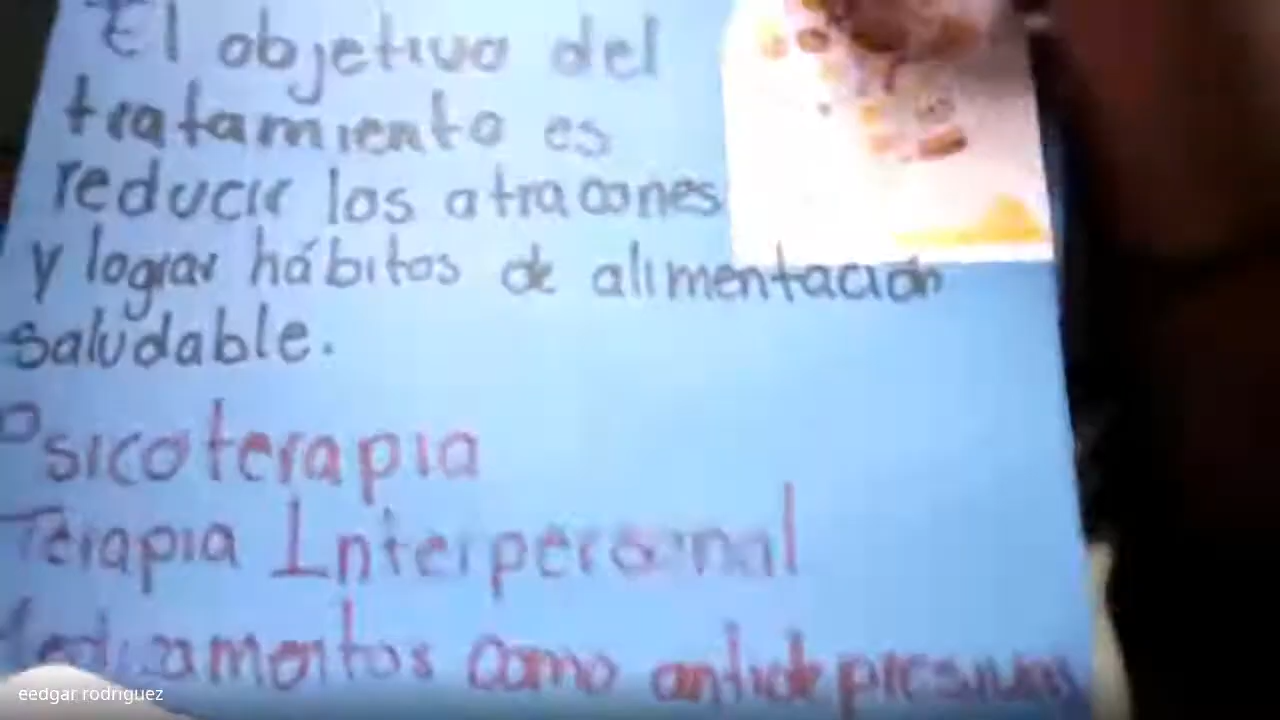 El objetivo del
tratamiento es
reducir los atracones
y lograr hábitos de alimentación
saludable.
Psicoterapia
Terapia Interpersonal
Medicamentos como antidepresivos
eedgar rodriguez